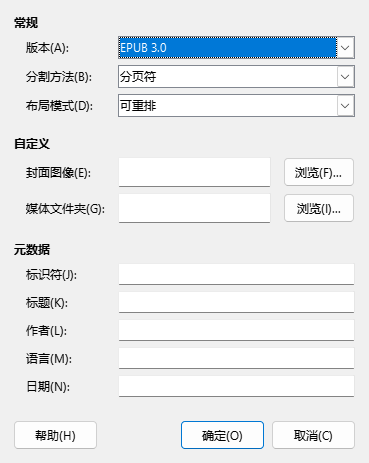 常规
版本(A): EPUB 3.0
分割方法(B): 分页符
布局模式(D): 可重排
自定义
封面图像(E): 浏览(F)...
媒体文件夹(G): 浏览(I)...
元数据
标识符(J):
标题(K):
作者(L):
语言(M):
日期(N):
帮助(H) 确定(O) 取消(C)